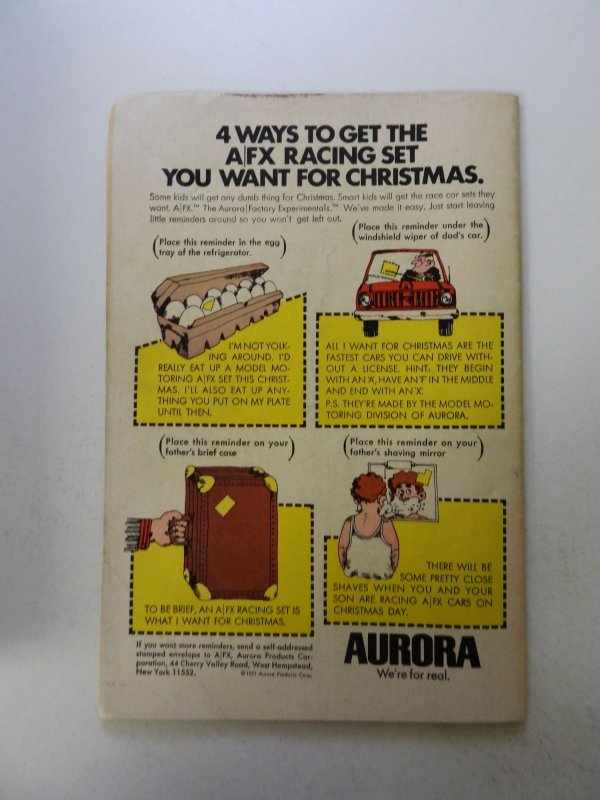 4 WAYS TO GET THE
A|FX RACING SET
YOU WANT FOR CHRISTMAS.
Some kids will get any dumb thing for Christmas. Smart kids will get the race car sets they
want. A|FX.™ The Aurora|Factory Experimentals.™ We've made it easy. Just start leaving
little reminders around so you won't get left out.
(Place this reminder in the egg
tray of the refrigerator.)
I'M NOT YOLK-
ING AROUND. I'D
REALLY EAT UP A MODEL MO-
TORING A|FX SET THIS CHRIST-
MAS. I'LL ALSO EAT UP ANY-
THING YOU PUT ON MY PLATE
UNTIL THEN.
(Place this reminder under the
windshield wiper of dad's car.)
ALL I WANT FOR CHRISTMAS ARE THE
FASTEST CARS YOU CAN DRIVE WITH-
OUT A LICENSE. HINT: THEY BEGIN
WITH AN 'A', HAVE AN 'F' IN THE MIDDLE
AND END WITH AN 'X'.
P.S. THEY'RE MADE BY THE MODEL MO-
TORING DIVISION OF AURORA.
(Place this reminder on your
father's brief case)
TO BE BRIEF, AN A|FX RACING SET IS
WHAT I WANT FOR CHRISTMAS.
(Place this reminder on your
father's shaving mirror)
THERE WILL BE
SOME PRETTY CLOSE
SHAVES WHEN YOU AND YOUR
SON ARE RACING A|FX CARS ON
CHRISTMAS DAY.
If you want more reminders, send a self-addressed
stamped envelope to A|FX, Aurora Products Cor-
poration, 44 Cherry Valley Road, West Hempstead,
New York 11552.
©1971 Aurora Products Corp.
AURORA
We're for real.